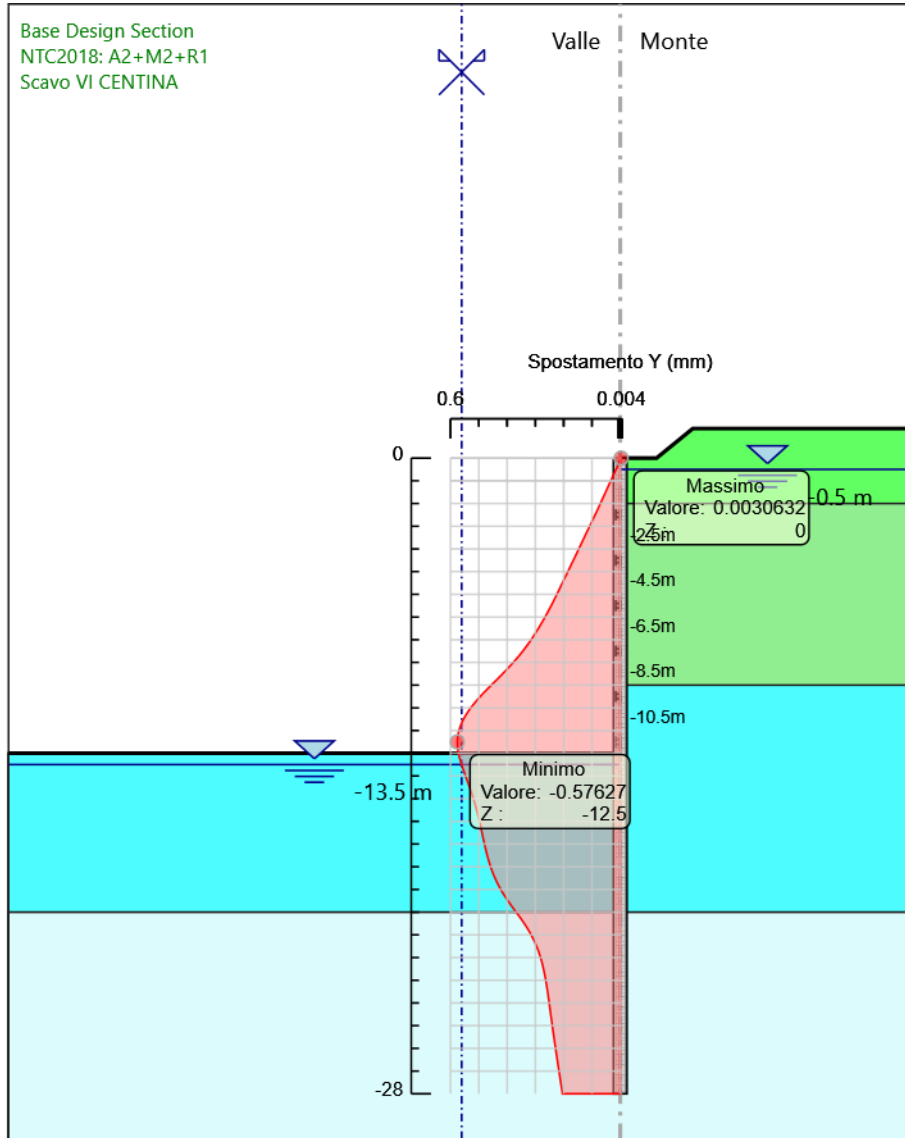 Base Design Section
NTC2018: A2+M2+R1
Scavo VI CENTINA
Valle
Monte
Spostamento Y (mm)
0.6
0.004
0
Massimo
Valore: 0.0030632
Z : 0
-0.5 m
-2.5m
-4.5m
-6.5m
-8.5m
-10.5m
Minimo
Valore: -0.57627
Z : -12.5
-13.5 m
-28